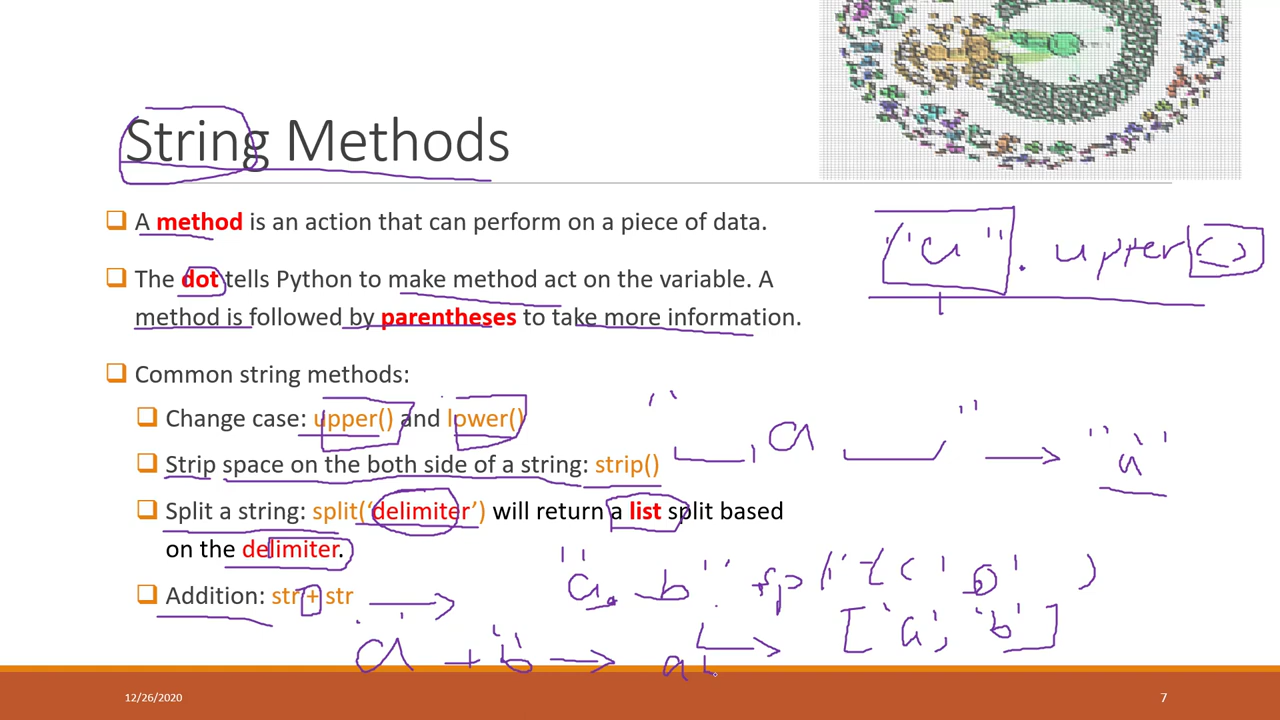 String Methods
A method is an action that can perform on a piece of data.
"a". upper()
The dot tells Python to make method act on the variable. A
method is followed by parentheses to take more information.
Common string methods:
Change case: upper() and lower()
" a " → "a"
Strip space on the both side of a string: strip()
Split a string: split('delimiter') will return a list split based
on the delimiter.
Addition: str + str
['a', 'b']
'a' + 'b' → ab
12/26/2020
7